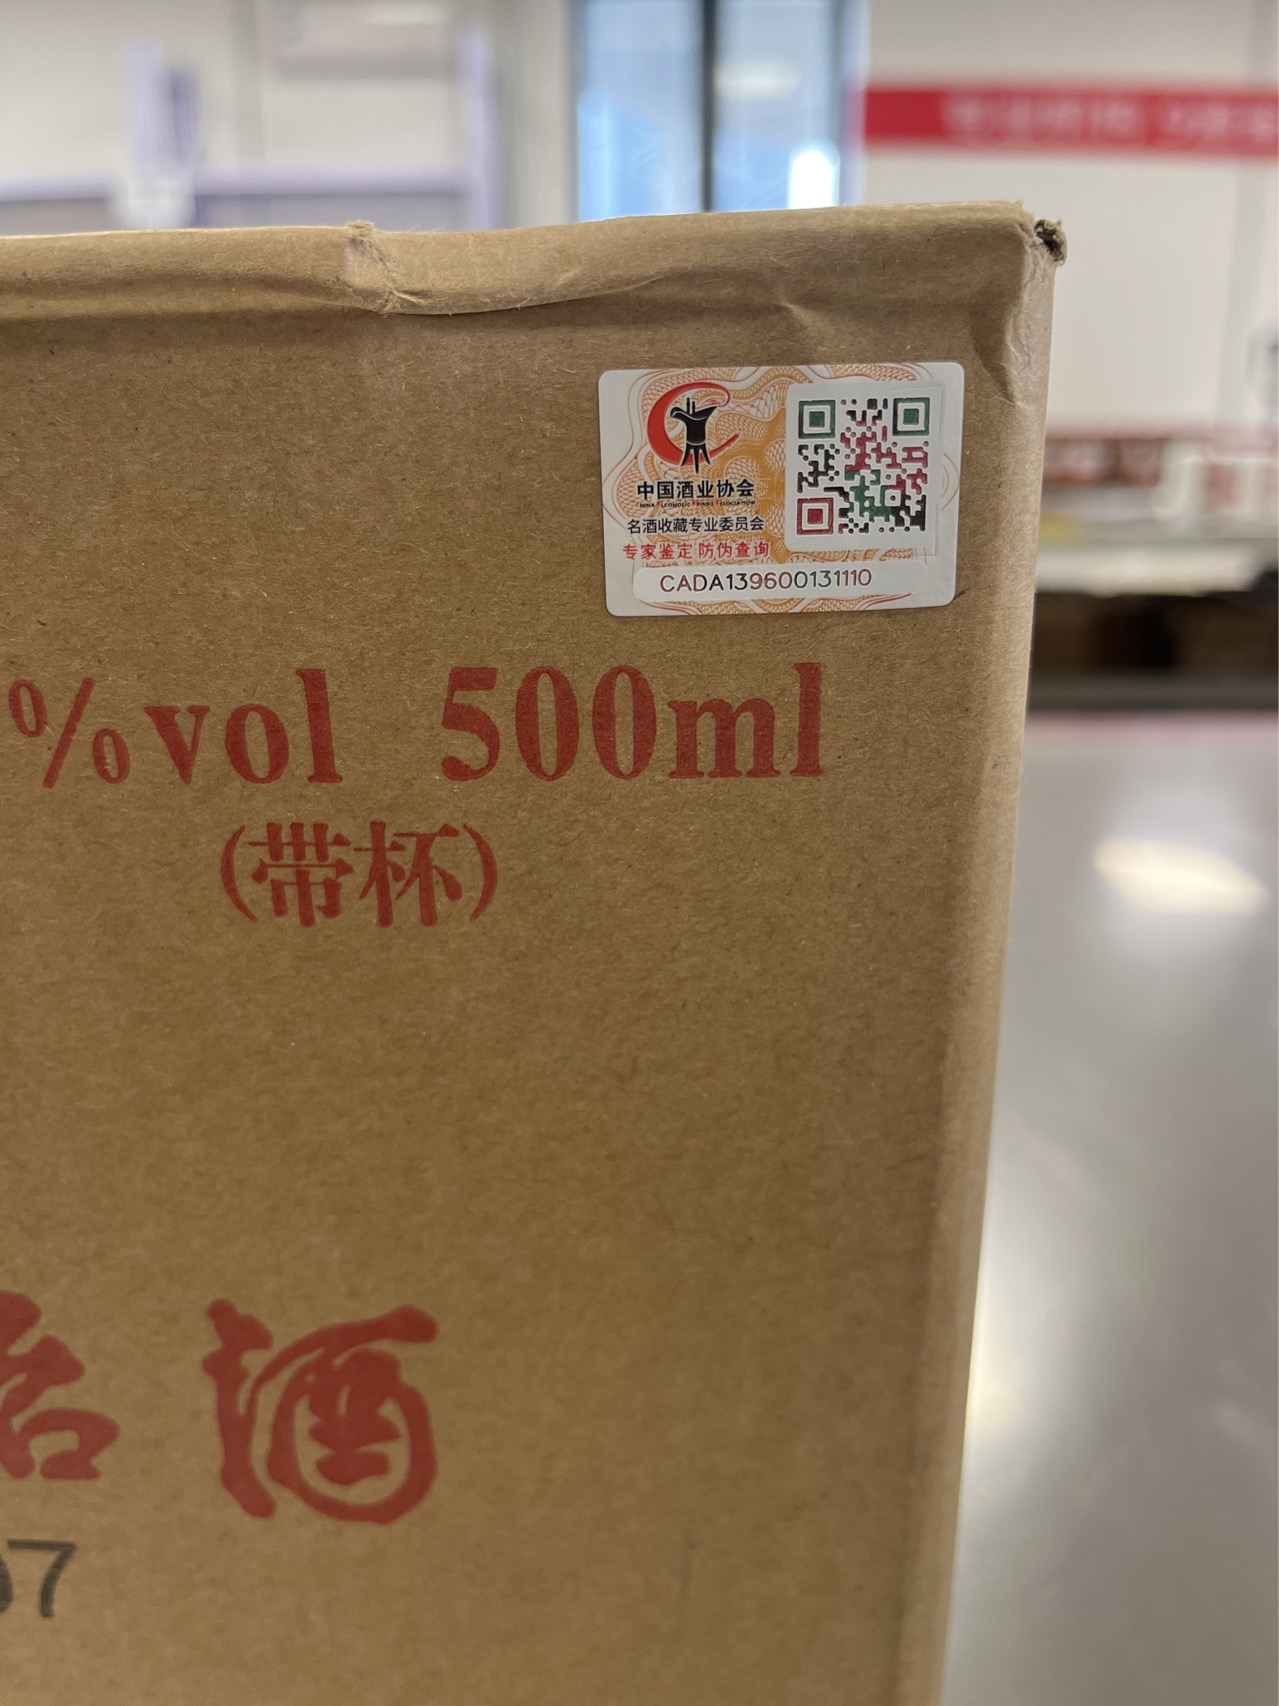 中国酒业协会
名酒收藏专业委员会
专家鉴定 防伪查询
CADA139600131110
%vol 500ml
(带杯)
酒
07